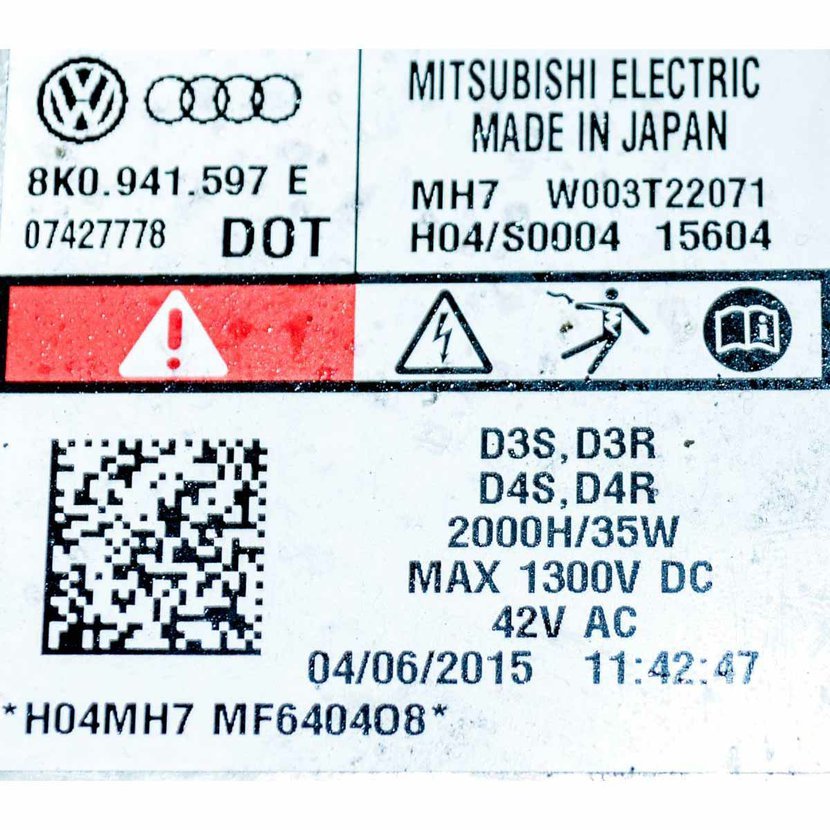 8K0.941.597 E
07427778 DOT
MITSUBISHI ELECTRIC
MADE IN JAPAN
MH7 W003T22071
H04/S0004 15604
D3S,D3R
D4S,D4R
2000H/35W
MAX 1300V DC
42V AC
04/06/2015 11:42:47
*H04MH7 MF640408*